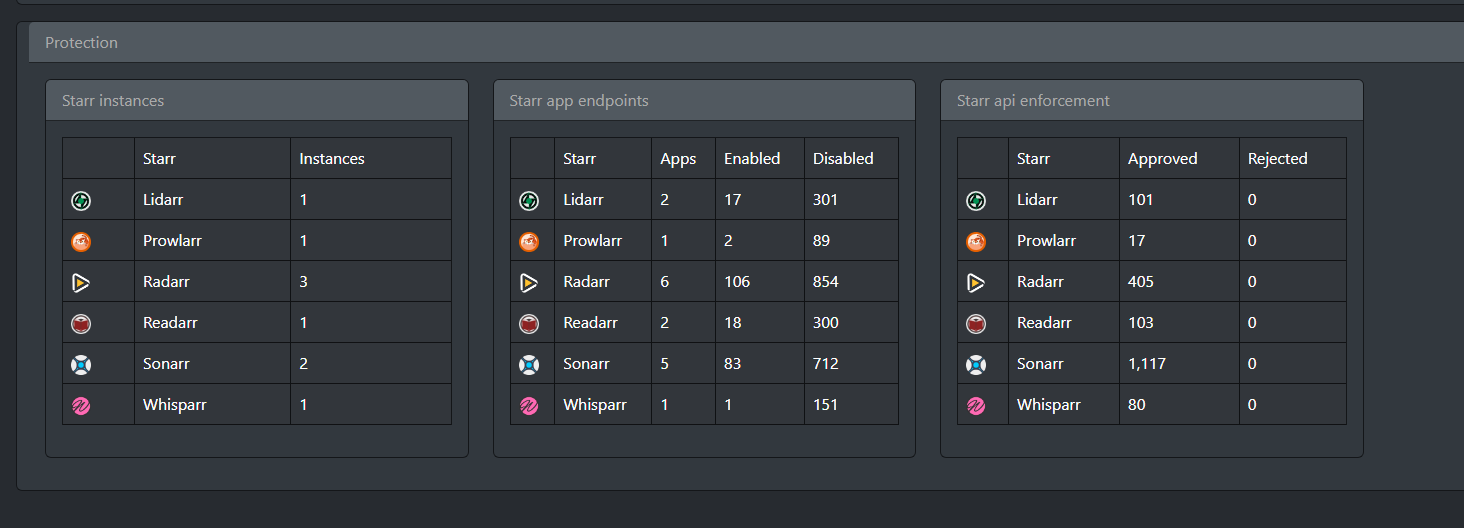 Protection
Starr instances
Starr Instances
Lidarr 1
Prowlarr 1
Radarr 3
Readarr 1
Sonarr 2
Whisparr 1
Starr app endpoints
Starr Apps Enabled Disabled
Lidarr 2 17 301
Prowlarr 1 2 89
Radarr 6 106 854
Readarr 2 18 300
Sonarr 5 83 712
Whisparr 1 1 151
Starr api enforcement
Starr Approved Rejected
Lidarr 101 0
Prowlarr 17 0
Radarr 405 0
Readarr 103 0
Sonarr 1,117 0
Whisparr 80 0